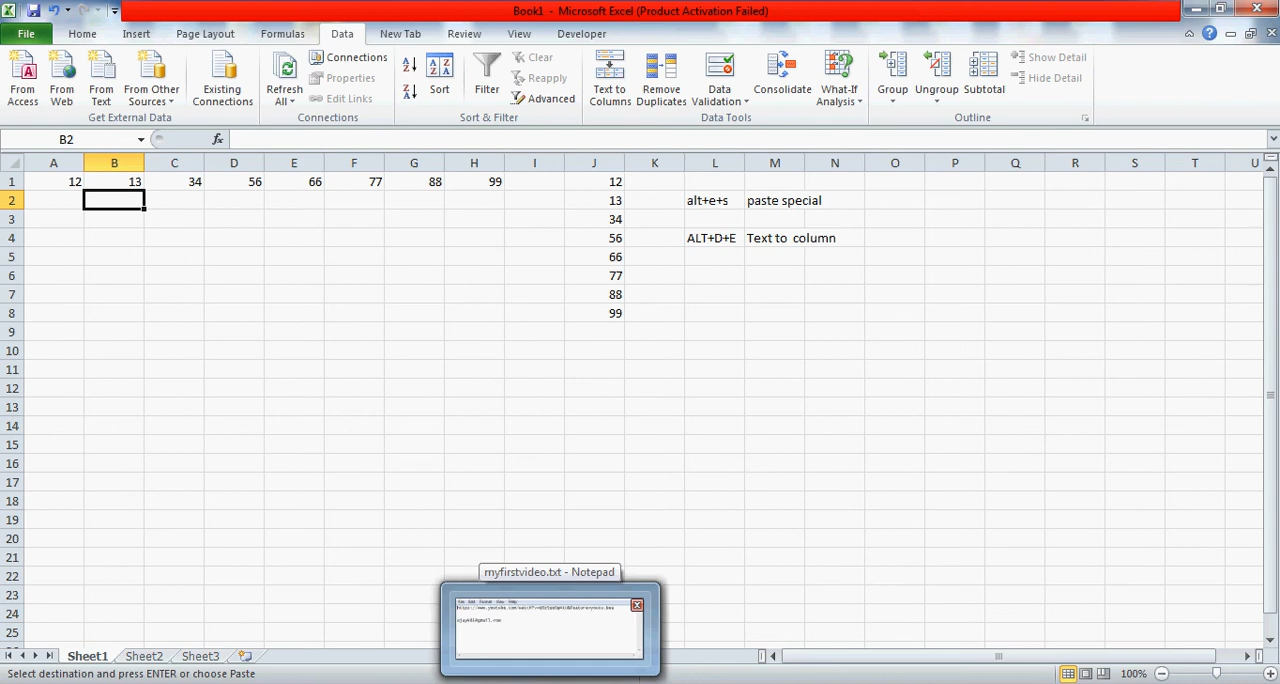 Book1 - Microsoft Excel (Product Activation Failed)
File Home Insert Page Layout Formulas Data New Tab Review View Developer
From Access
From Web
From Text
From Other Sources
Existing Connections
Get External Data
Refresh All
Connections
Properties
Edit Links
Connections
Sort
Filter
Clear
Reapply
Advanced
Sort & Filter
Text to Columns
Remove Duplicates
Data Validation
Consolidate
What-If Analysis
Data Tools
Group
Ungroup
Subtotal
Show Detail
Hide Detail
Outline
B2 fx
A B C D E F G H I J K L M N O P Q R S T U
1 12 13 34 56 66 77 88 99 12
2 13 alt+e+s paste special
3 34
4 56 ALT+D+E Text to column
5 66
6 77
7 88
8 99
9
10
11
12
13
14
15
16
17
18
19
20
21
22
23
24
25
myfirstvideo.txt - Notepad
Sheet1 Sheet2 Sheet3
Select destination and press ENTER or choose Paste 100%